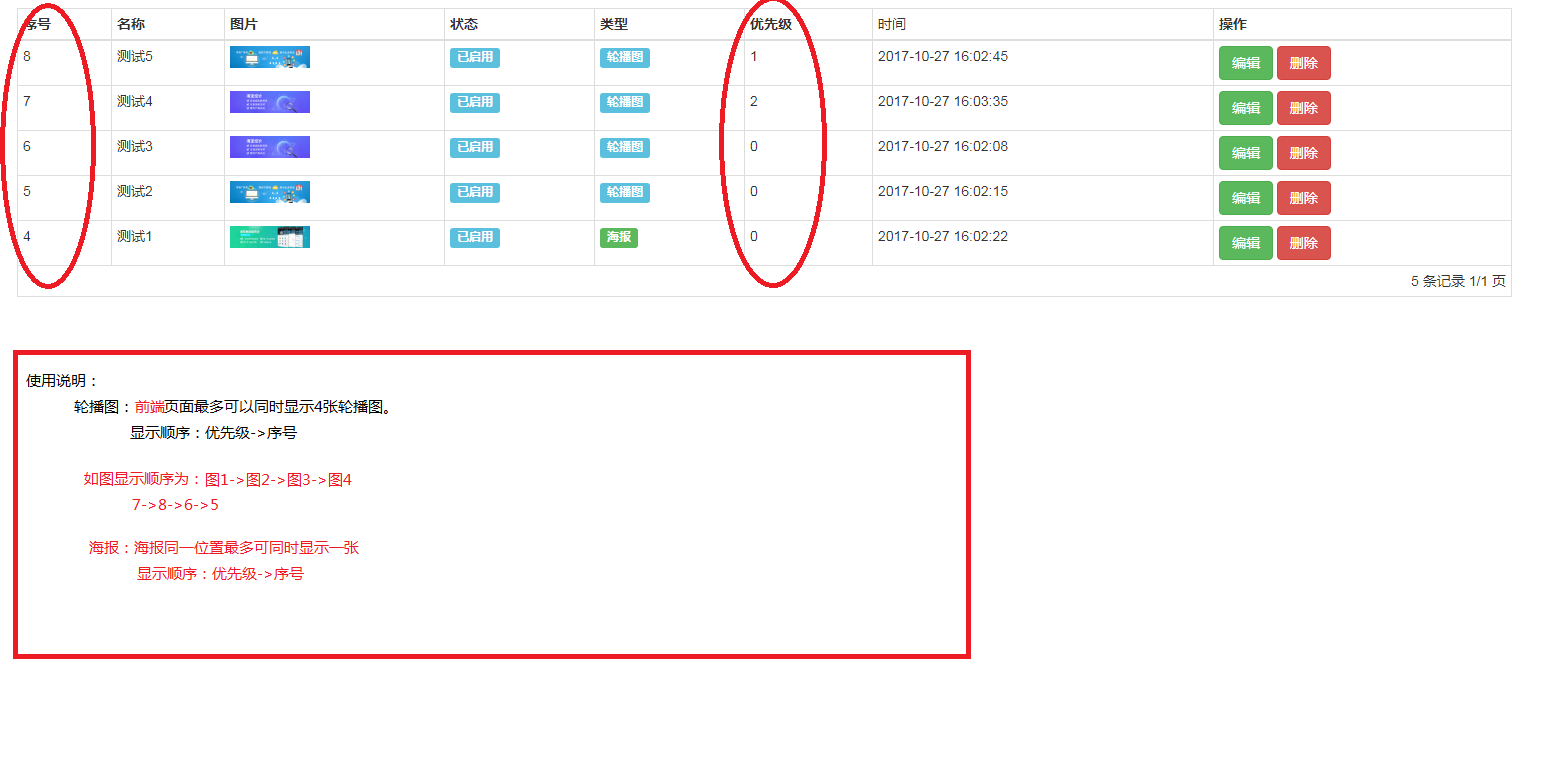 序号 名称 图片 状态 类型 优先级 时间 操作
8 测试5 已启用 轮播图 1 2017-10-27 16:02:45 编辑 删除
7 测试4 已启用 轮播图 2 2017-10-27 16:03:35 编辑 删除
6 测试3 已启用 轮播图 0 2017-10-27 16:02:08 编辑 删除
5 测试2 已启用 轮播图 0 2017-10-27 16:02:15 编辑 删除
4 测试1 已启用 海报 0 2017-10-27 16:02:22 编辑 删除
5 条记录 1/1 页
使用说明：
轮播图：前端页面最多可以同时显示4张轮播图。
显示顺序：优先级->序号
如图显示顺序为：图1->图2->图3->图4
7->8->6->5
海报：海报同一位置最多可同时显示一张
显示顺序：优先级->序号